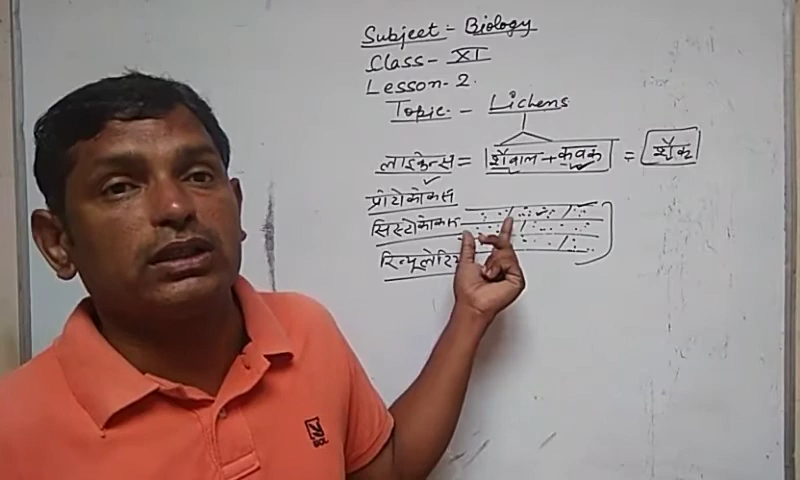 Subject:- Biology
Class- XI
Lesson-2.
Topic:- Lichens
लाइकेन्स = शैवाल + कवक = शैक
प्रोटोकोकस
सिस्टोकोकस